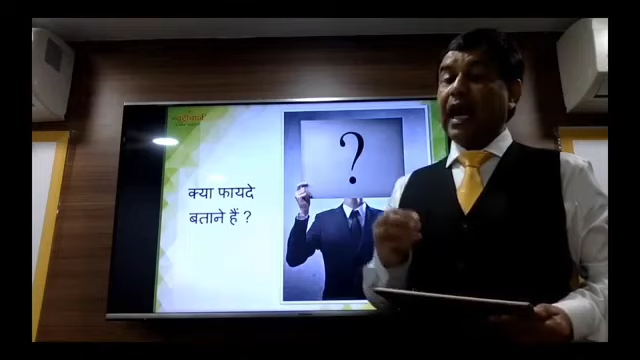 क्या फायदे
बताने हैं ?
?